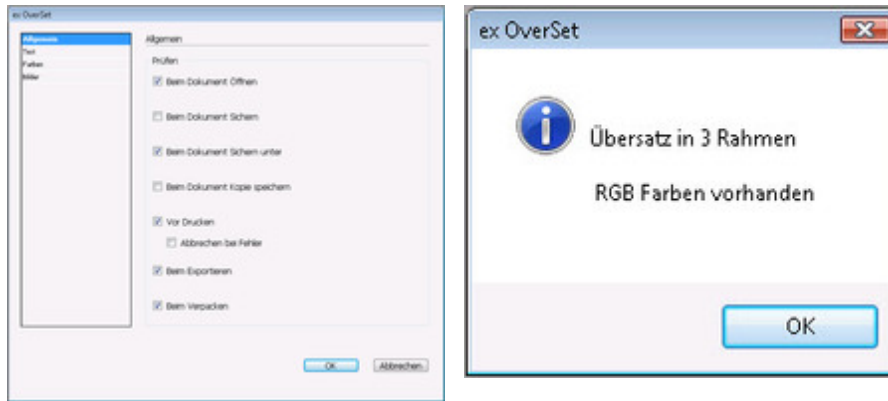 ex OverSet
Allgemein
Text
Farben
Bilder
Allgemein
Prüfen
Beim Dokument Öffnen
Beim Dokument Sichern
Beim Dokument Sichern unter
Beim Dokument Kopie speichern
Vor Drucken
Abbrechen bei Fehler
Beim Exportieren
Beim Verpacken
OK
Abbrechen
ex OverSet
Übersatz in 3 Rahmen
RGB Farben vorhanden
OK